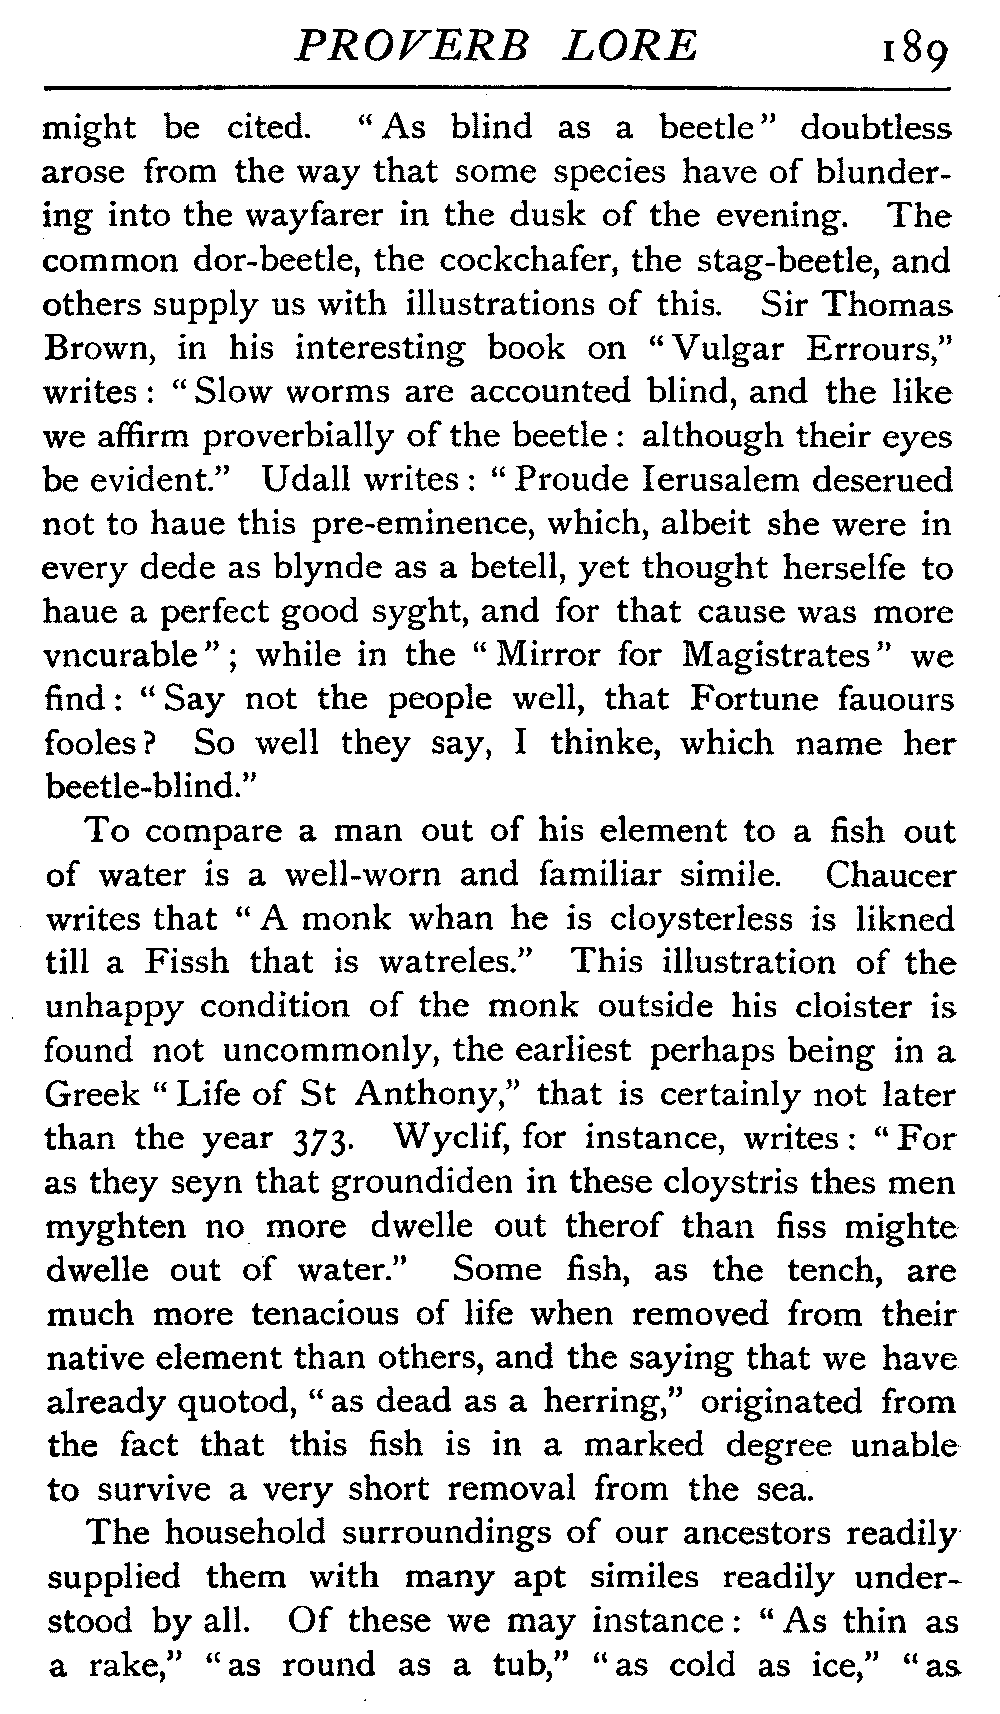 PROVERB LORE 189
might be cited. “As blind as a beetle” doubtless
arose from the way that some species have of blunder-
ing into the wayfarer in the dusk of the evening. The
common dor-beetle, the cockchafer, the stag-beetle, and
others supply us with illustrations of this. Sir Thomas
Brown, in his interesting book on “Vulgar Errours,”
writes: “Slow worms are accounted blind, and the like
we affirm proverbially of the beetle: although their eyes
be evident.” Udall writes: “Proude Ierusalem deserued
not to haue this pre-eminence, which, albeit she were in
every dede as blynde as a betell, yet thought herselfe to
haue a perfect good syght, and for that cause was more
vncurable”; while in the “Mirror for Magistrates” we
find: “Say not the people well, that Fortune fauours
fooles? So well they say, I thinke, which name her
beetle-blind.”
To compare a man out of his element to a fish out
of water is a well-worn and familiar simile. Chaucer
writes that “A monk whan he is cloysterless is likned
till a Fissh that is watreles.” This illustration of the
unhappy condition of the monk outside his cloister is
found not uncommonly, the earliest perhaps being in a
Greek “Life of St Anthony,” that is certainly not later
than the year 373. Wyclif, for instance, writes: “For
as they seyn that groundiden in these cloystris thes men
myghten no more dwelle out therof than fiss mighte
dwelle out of water.” Some fish, as the tench, are
much more tenacious of life when removed from their
native element than others, and the saying that we have
already quotod, “as dead as a herring,” originated from
the fact that this fish is in a marked degree unable
to survive a very short removal from the sea.
The household surroundings of our ancestors readily
supplied them with many apt similes readily under-
stood by all. Of these we may instance: “As thin as
a rake,” “as round as a tub,” “as cold as ice,” “as